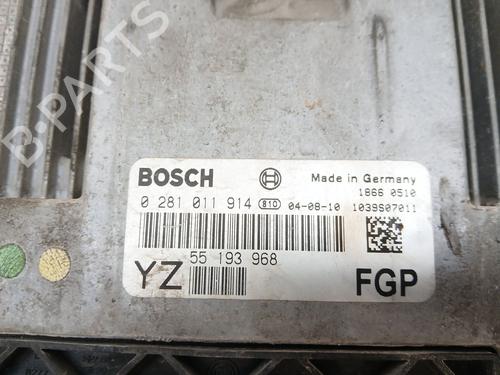 B-PARTS
BOSCH
Made in Germany
1866 0510
0 281 011 914 810 04-08-10 1039S07011
YZ 55 193 968
FGP